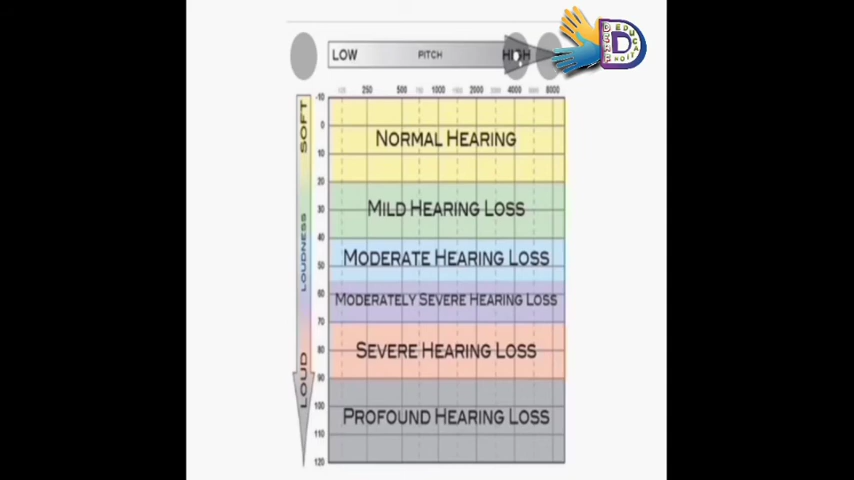 LOW PITCH HIGH
250 500 1000 2000 4000 8000
SOFT
LOUDNESS
LOUD
-10
0
10
20
30
40
50
60
70
80
90
100
110
120
NORMAL HEARING
MILD HEARING LOSS
MODERATE HEARING LOSS
MODERATELY SEVERE HEARING LOSS
SEVERE HEARING LOSS
PROFOUND HEARING LOSS
D